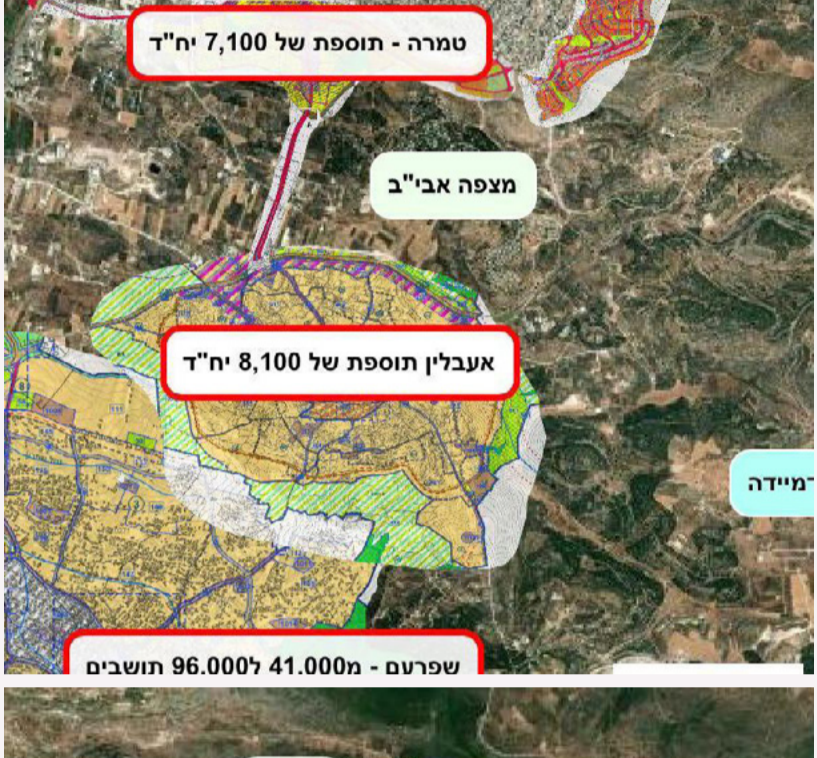 טמרה - תוספת של 7,100 יח"ד
מצפה אבי"ב
אעבלין תוספת של 8,100 יח"ד
רמיידה
שפרעם - מ41,000 ל96,000 תושבים